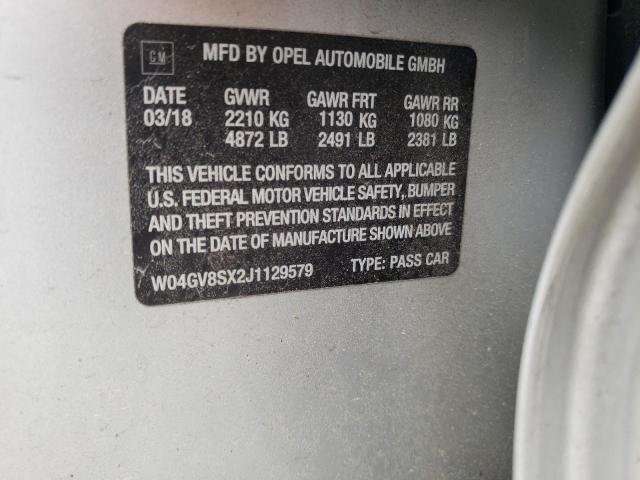 GM MFD BY OPEL AUTOMOBILE GMBH
DATE GVWR GAWR FRT GAWR RR
03/18 2210 KG 1130 KG 1080 KG
4872 LB 2491 LB 2381 LB
THIS VEHICLE CONFORMS TO ALL APPLICABLE
U.S. FEDERAL MOTOR VEHICLE SAFETY, BUMPER
AND THEFT PREVENTION STANDARDS IN EFFECT
ON THE DATE OF MANUFACTURE SHOWN ABOVE
W04GV8SX2J1129579 TYPE: PASS CAR